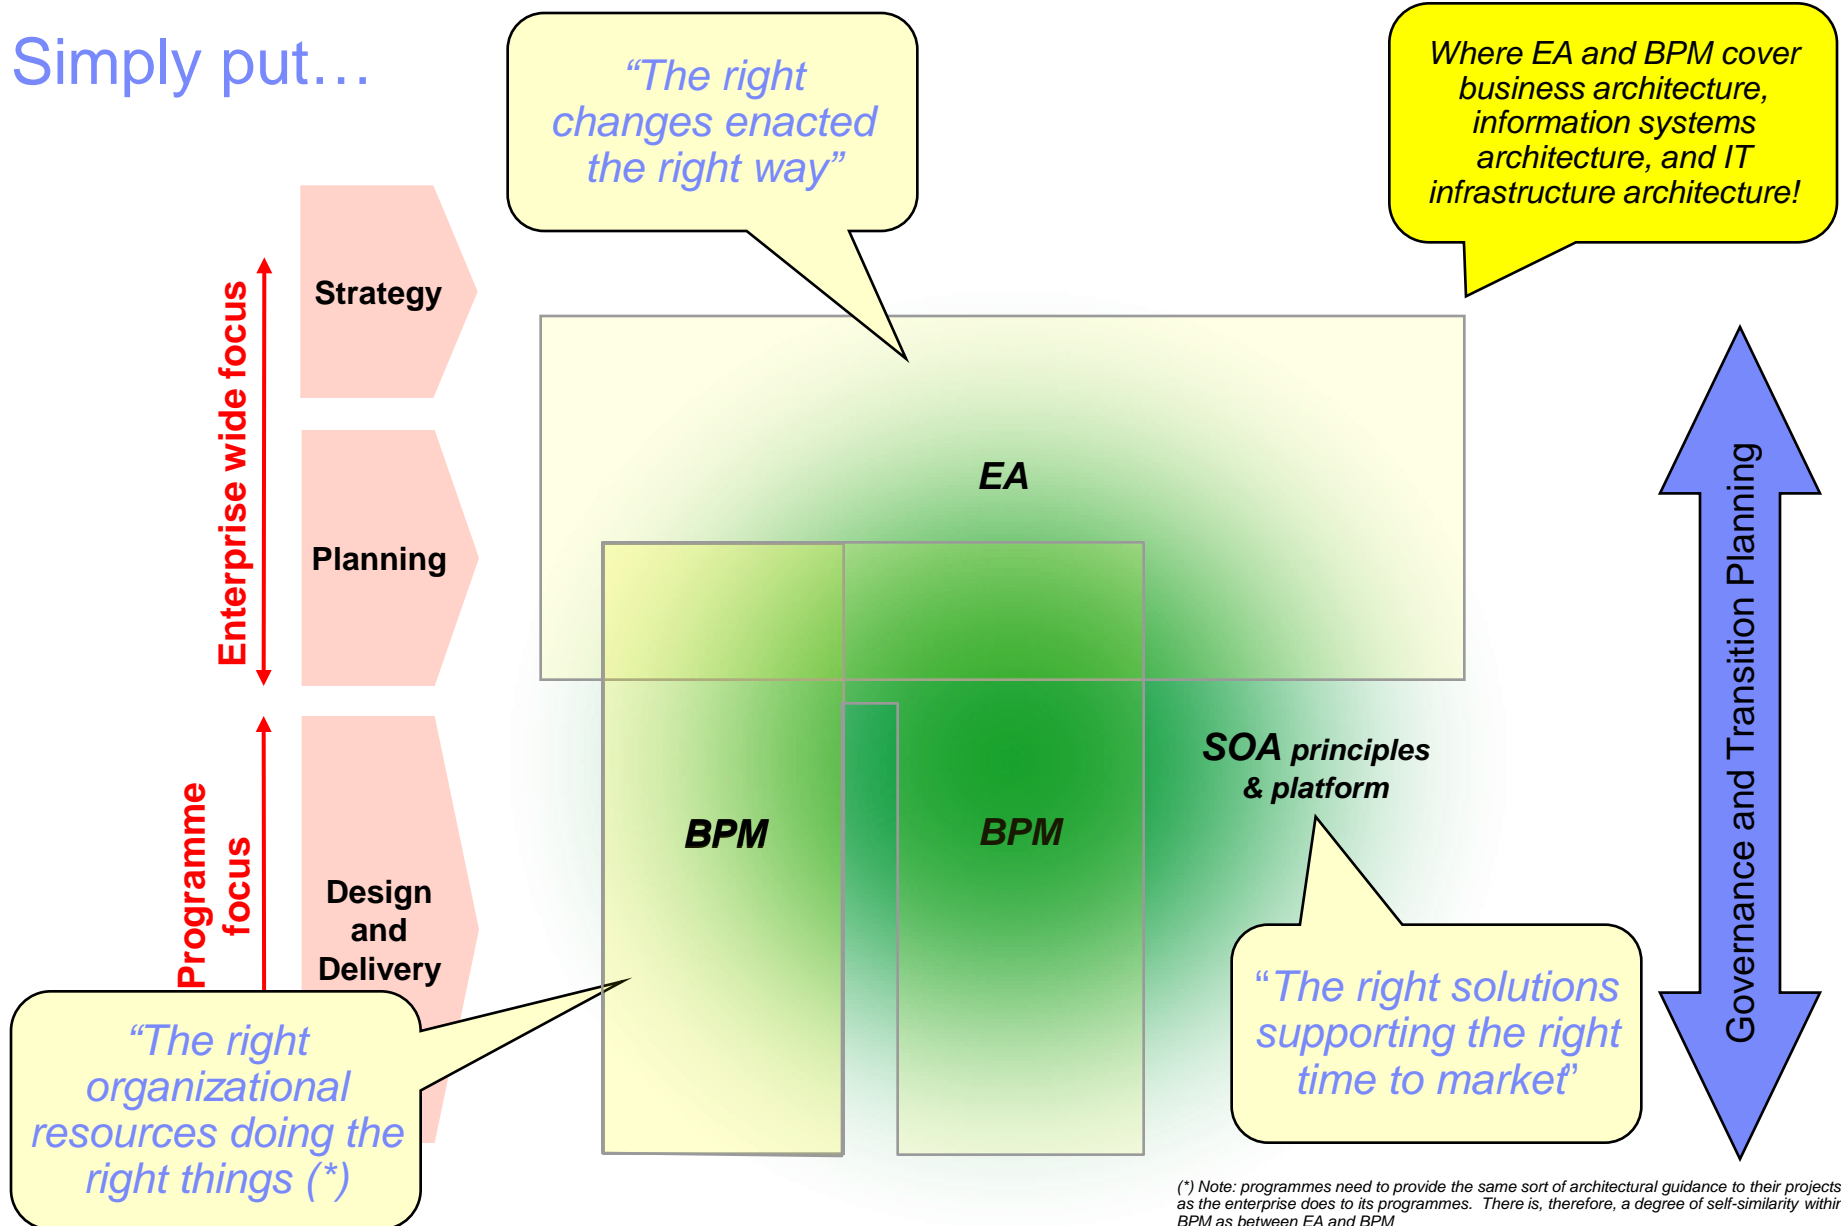 Simply put…
“The right
changes enacted
the right way”
Where EA and BPM cover
business architecture,
information systems
architecture, and IT
infrastructure architecture!
Enterprise wide focus
Strategy
Planning
EA
Programme
focus
Design
and
Delivery
BPM
BPM
SOA principles
& platform
Governance and Transition Planning
“The right
organizational
resources doing the
right things (*)
“The right solutions
supporting the right
time to market”
(*) Note: programmes need to provide the same sort of architectural guidance to their projects
as the enterprise does to its programmes. There is, therefore, a degree of self-similarity within
BPM as between EA and BPM